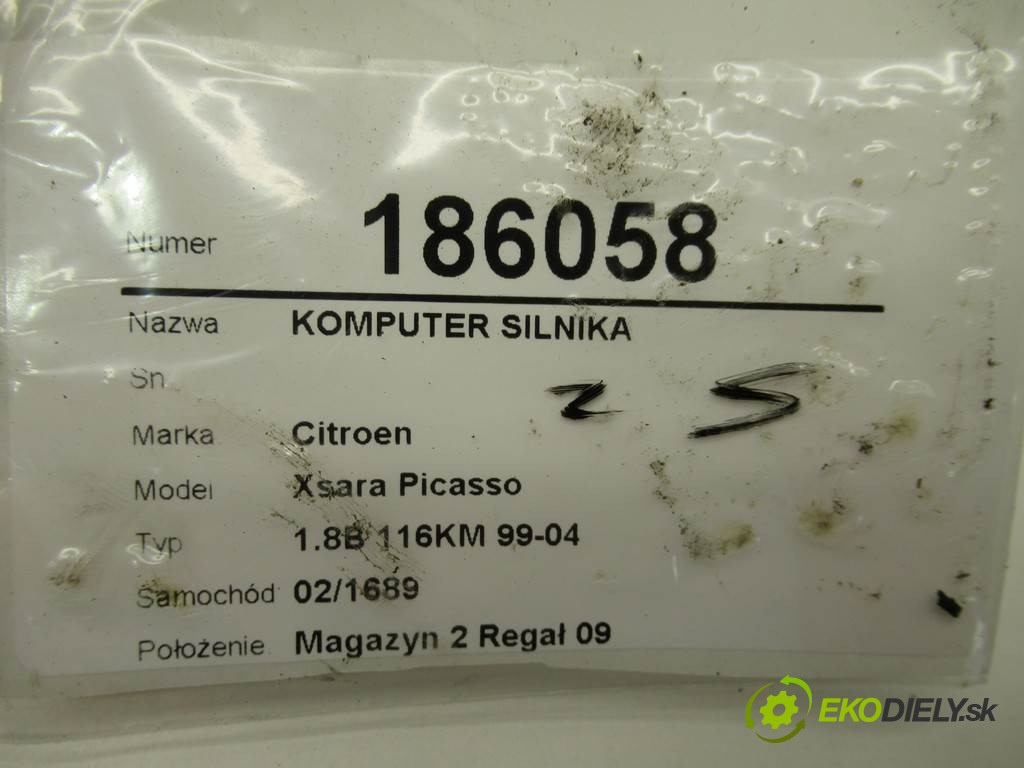 Numer 186058
Nazwa KOMPUTER SILNIKA
Sn
Marka Citroen
Model Xsara Picasso
Typ 1.8B 116KM 99-04
Samochód 02/1689
Położenie Magazyn 2 Regał 09
EKODIELY.sk